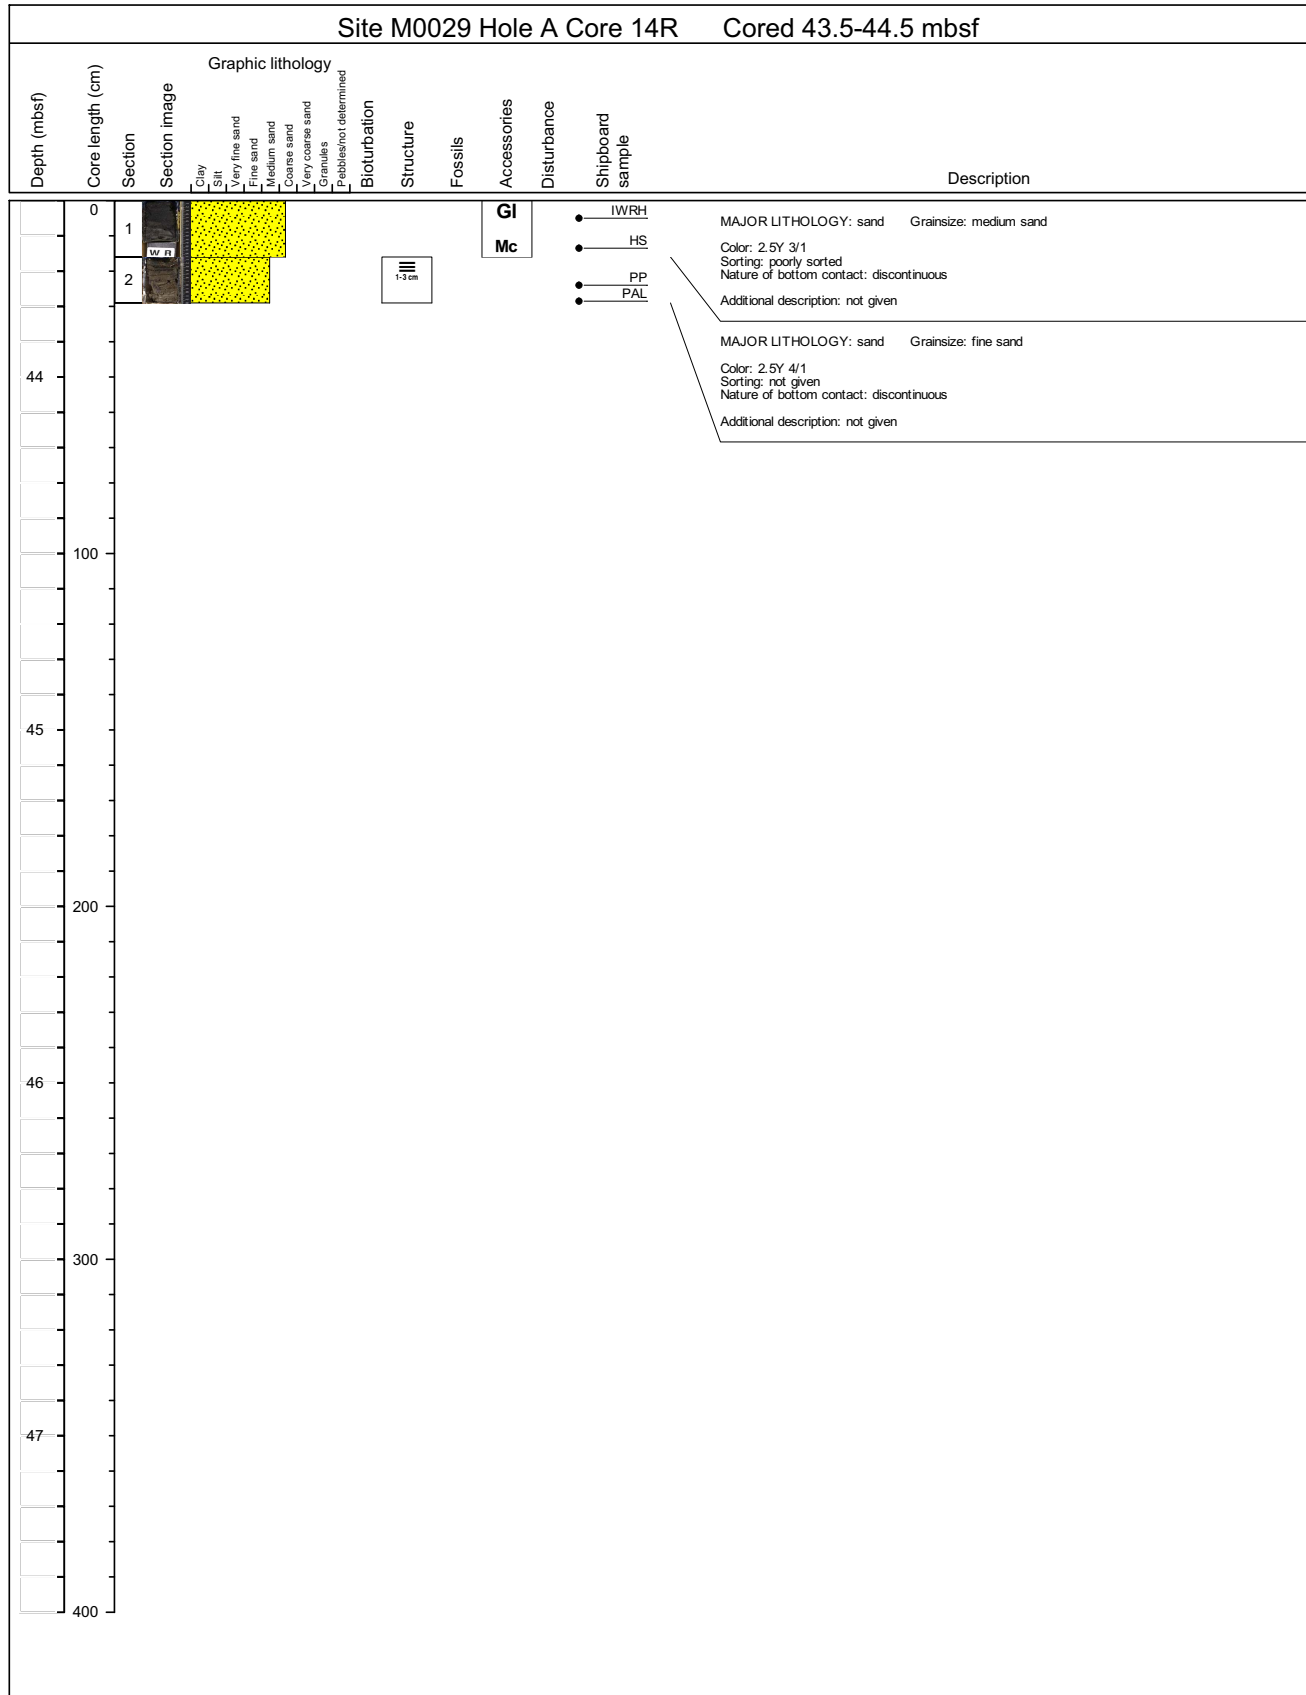 Site M0029 Hole A Core 14R Cored 43.5-44.5 mbsf
Graphic lithology
Depth (mbsf)
Core length (cm)
Section
Section image
Clay
Silt
Very fine sand
Fine sand
Medium sand
Coarse sand
Very coarse sand
Granules
Pebbles/not determined
Bioturbation
Structure
Fossils
Accessories
Disturbance
Shipboard
sample
Description
0
1
W R
2
Gl
Mc
1-3 cm
IWRH
HS
PP
PAL
MAJOR LITHOLOGY: sand Grainsize: medium sand
Color: 2.5Y 3/1
Sorting: poorly sorted
Nature of bottom contact: discontinuous
Additional description: not given
MAJOR LITHOLOGY: sand Grainsize: fine sand
Color: 2.5Y 4/1
Sorting: not given
Nature of bottom contact: discontinuous
Additional description: not given
44
100
45
200
46
300
47
400